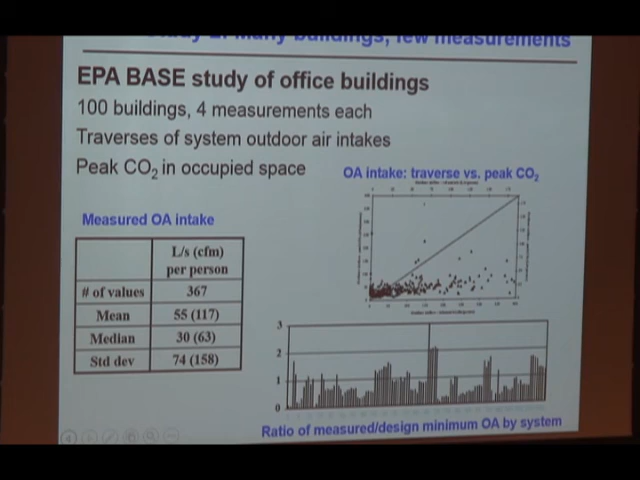 Study 2: Many buildings, few measurements
EPA BASE study of office buildings
100 buildings, 4 measurements each
Traverses of system outdoor air intakes
Peak CO2 in occupied space
OA intake: traverse vs. peak CO2
Measured OA intake
L/s (cfm)
per person
# of values 367
Mean 55 (117)
Median 30 (63)
Std dev 74 (158)
3
2
1
0
Ratio of measured/design minimum OA by system